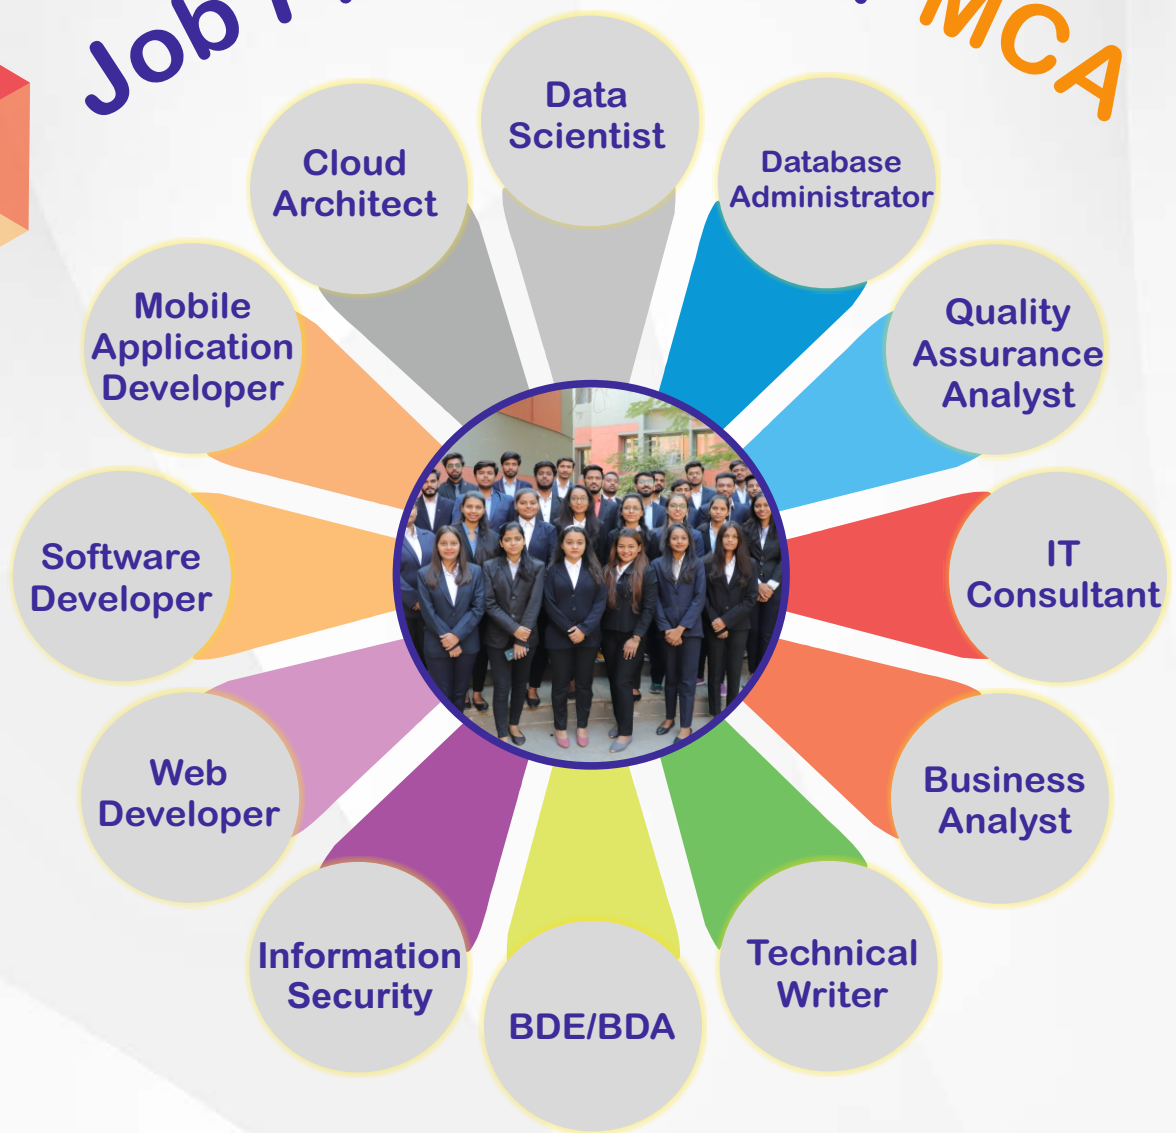 Job
MCA
Data
Scientist
Database
Administrator
Quality
Assurance
Analyst
IT
Consultant
Business
Analyst
Technical
Writer
BDE/BDA
Information
Security
Web
Developer
Software
Developer
Mobile
Application
Developer
Cloud
Architect